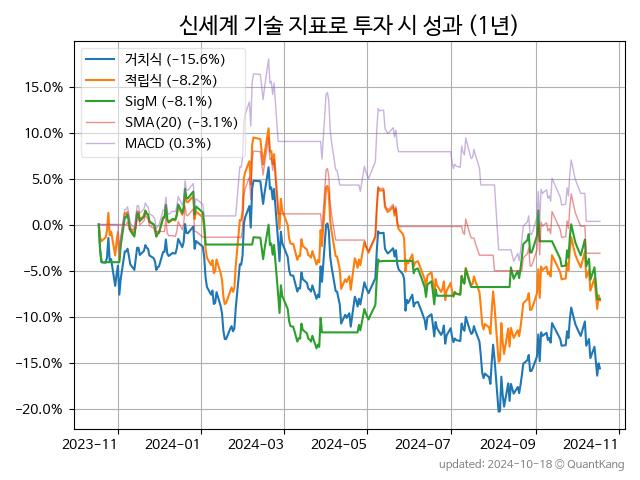 신세계 기술 지표로 투자 시 성과 (1년)
거치식 (−15.6%)
적립식 (−8.2%)
SigM (−8.1%)
SMA(20) (−3.1%)
MACD (0.3%)
15.0%
10.0%
5.0%
0.0%
−5.0%
−10.0%
−15.0%
−20.0%
2023-11 2024-01 2024-03 2024-05 2024-07 2024-09 2024-11
updated: 2024-10-18 © QuantKang